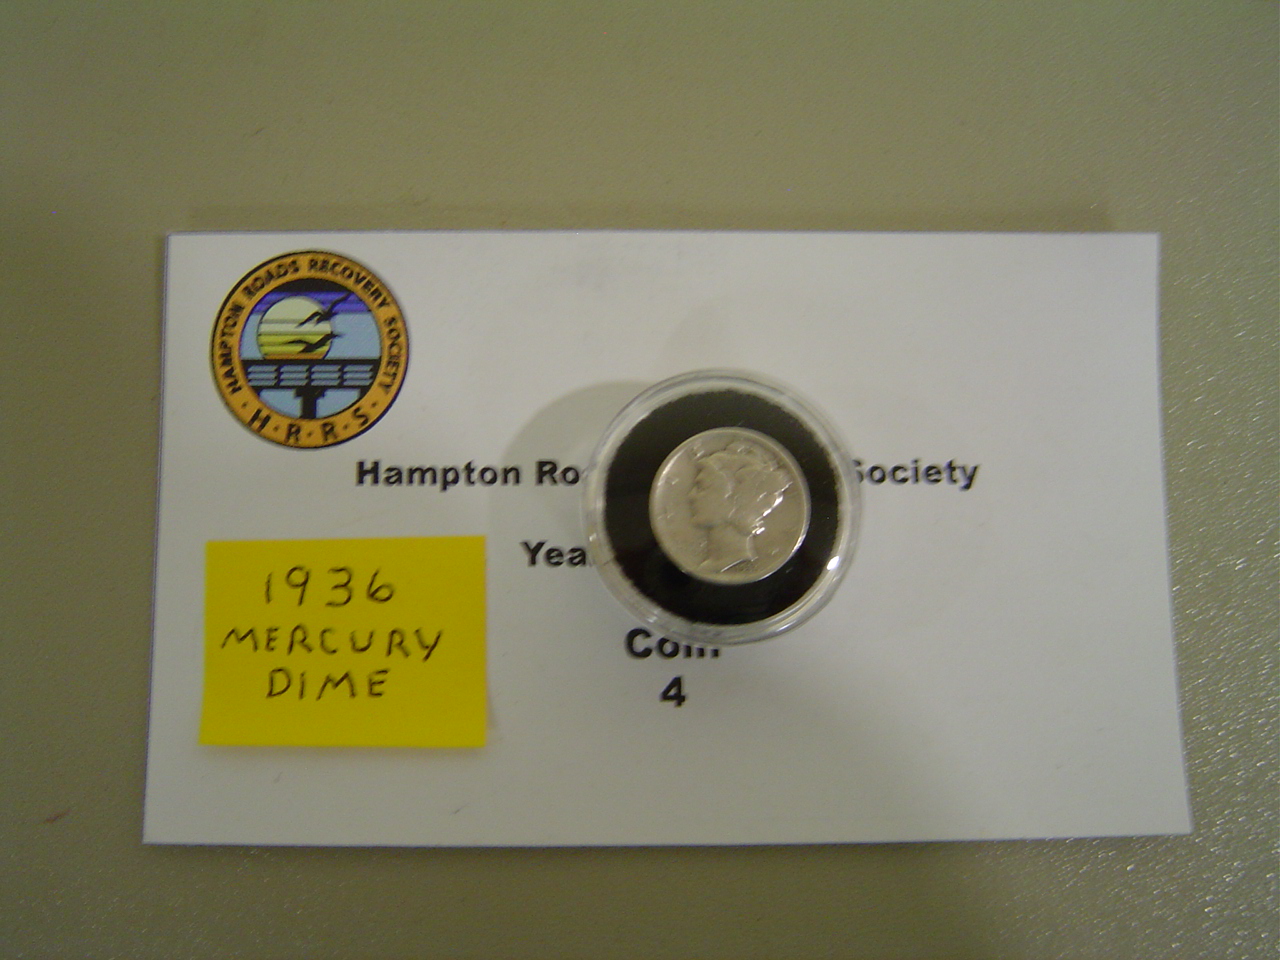 HAMPTON ROADS RECOVERY SOCIETY
· H · R · R · S ·
Hampton Ro Society
Yea
Coin
4
1936
MERCURY
DIME